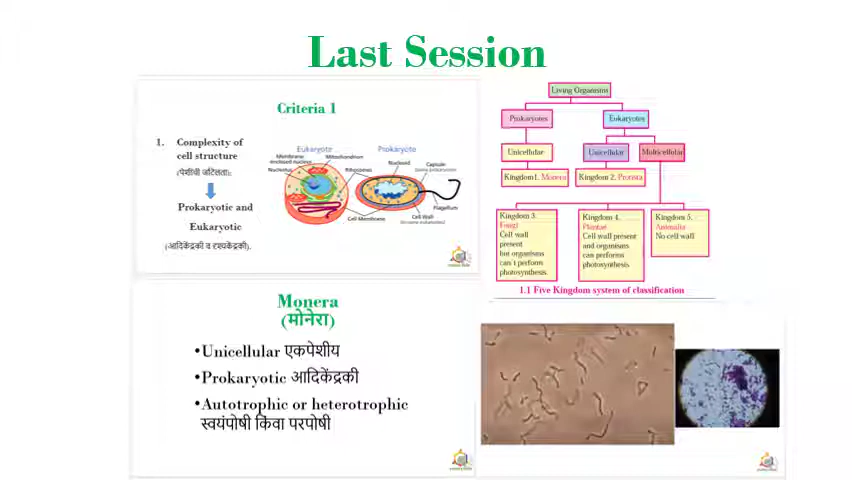 Last Session
Criteria 1
1. Complexity of
cell structure
(पेशीची जटिलता):
Prokaryotic and
Eukaryotic
(आदिकेंद्रकी व दृश्यकेंद्रकी).
Eukaryote
Prokaryote
Membrane
enclosed nucleus
Mitochondrion
Nucleolus
Ribosomes
Nucleoid
Capsule
Flagellum
Cell Membrane
Cell Wall
Living Organisms
Prokaryotes
Eukaryotes
Unicellular
Unicellular
Multicellular
Kingdom1. Monera
Kingdom 2. Protista
Kingdom 3.
Fungi
Cell wall
present
but organisms
can't perform
photosynthesis.
Kingdom 4.
Plantae
Cell wall present
and organisms
can performs
photosynthesis
Kingdom 5.
Animalia
No cell wall
1.1 Five Kingdom system of classification
Monera
(मोनेरा)
•Unicellular एकपेशीय
•Prokaryotic आदिकेंद्रकी
•Autotrophic or heterotrophic
स्वयंपोषी किंवा परपोषी